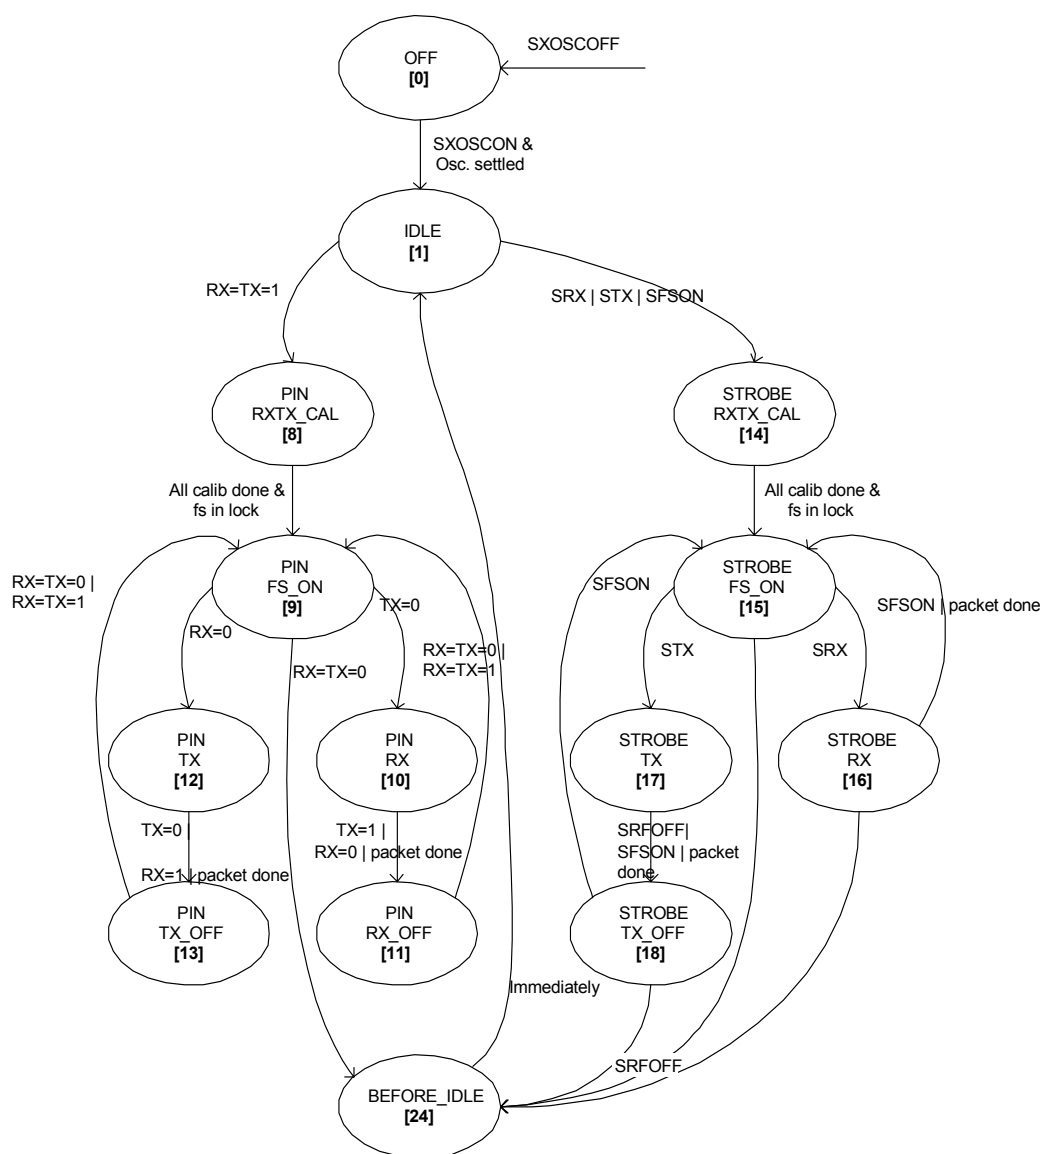 OFF
[0]
SXOSCOFF
SXOSCON &
Osc. settled
IDLE
[1]
RX=TX=1
SRX | STX | SFSON
PIN
RXTX_CAL
[8]
STROBE
RXTX_CAL
[14]
All calib done &
fs in lock
All calib done &
fs in lock
RX=TX=0 |
RX=TX=1
PIN
FS_ON
[9]
RX=0
TX=0
RX=TX=0
RX=TX=0 |
RX=TX=1
SFSON
STROBE
FS_ON
[15]
SFSON | packet done
STX
SRX
PIN
TX
[12]
PIN
RX
[10]
STROBE
TX
[17]
STROBE
RX
[16]
TX=0 |
RX=1 | packet done
TX=1 |
RX=0 | packet done
SRFOFF|
SFSON | packet
done
PIN
TX_OFF
[13]
PIN
RX_OFF
[11]
STROBE
TX_OFF
[18]
Immediately
SRFOFF
BEFORE_IDLE
[24]